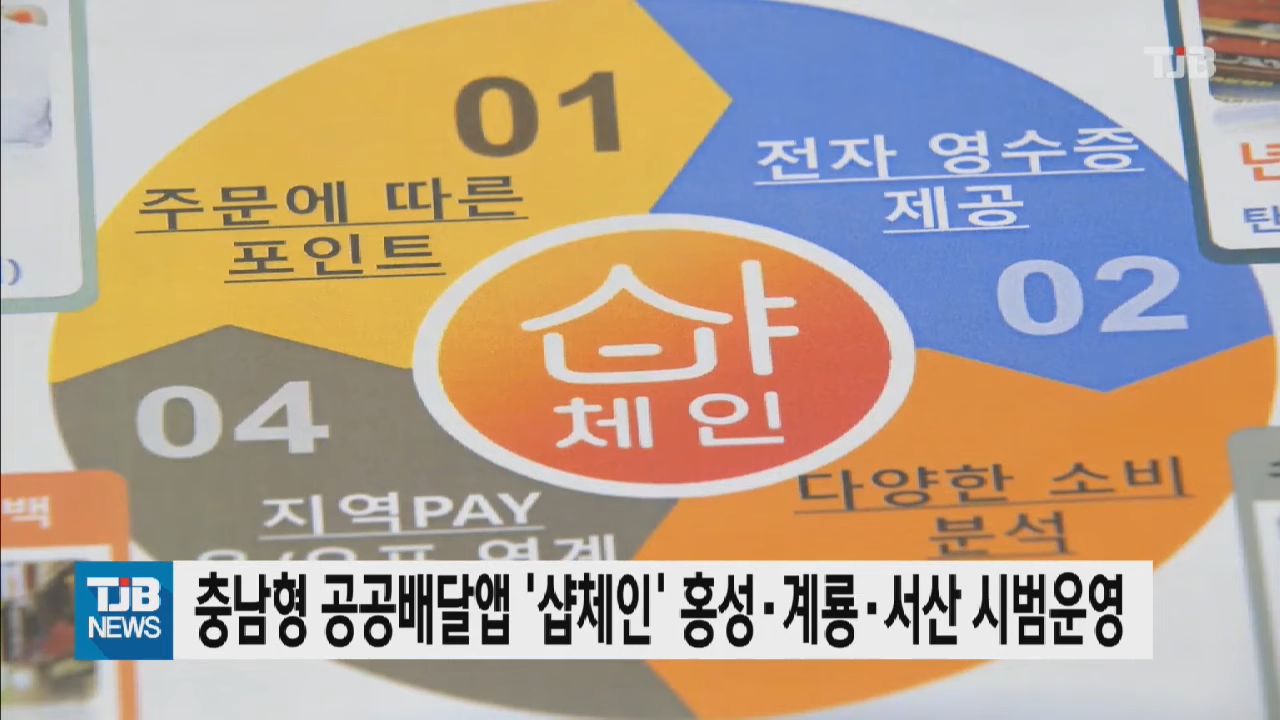 TJB
01
주문에 따른
포인트
전자 영수증
제공
02
샵
체인
04
지역PAY
다양한 소비
분석
백
TJB
NEWS
충남형 공공배달앱 '샵체인' 홍성·계룡·서산 시범운영